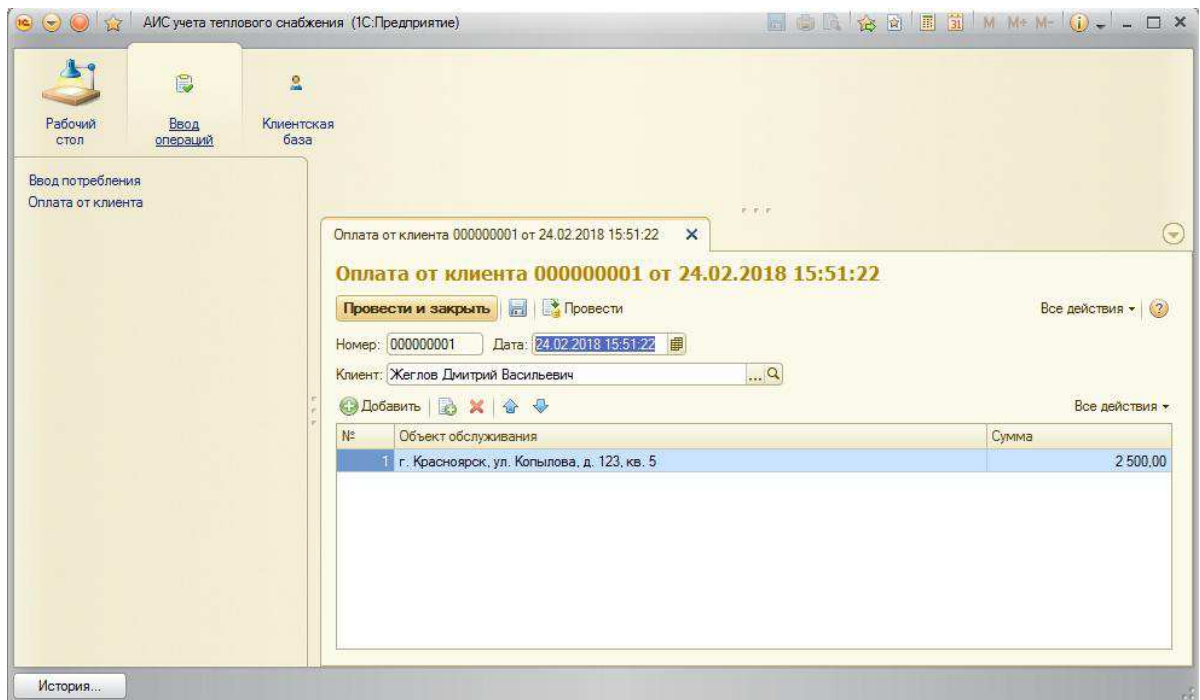 АИС учета теплового снабжения (1С:Предприятие)
M M+ M-
Рабочий
стол
Ввод
операций
Клиентская
база
Ввод потребления
Оплата от клиента
Оплата от клиента 000000001 от 24.02.2018 15:51:22
Оплата от клиента 000000001 от 24.02.2018 15:51:22
Провести и закрыть Провести Все действия
Номер: 000000001 Дата: 24.02.2018 15:51:22
Клиент: Жеглов Дмитрий Васильевич ...
Добавить Все действия
№ Объект обслуживания Сумма
1 г. Красноярск, ул. Копылова, д. 123, кв. 5 2 500,00
История...